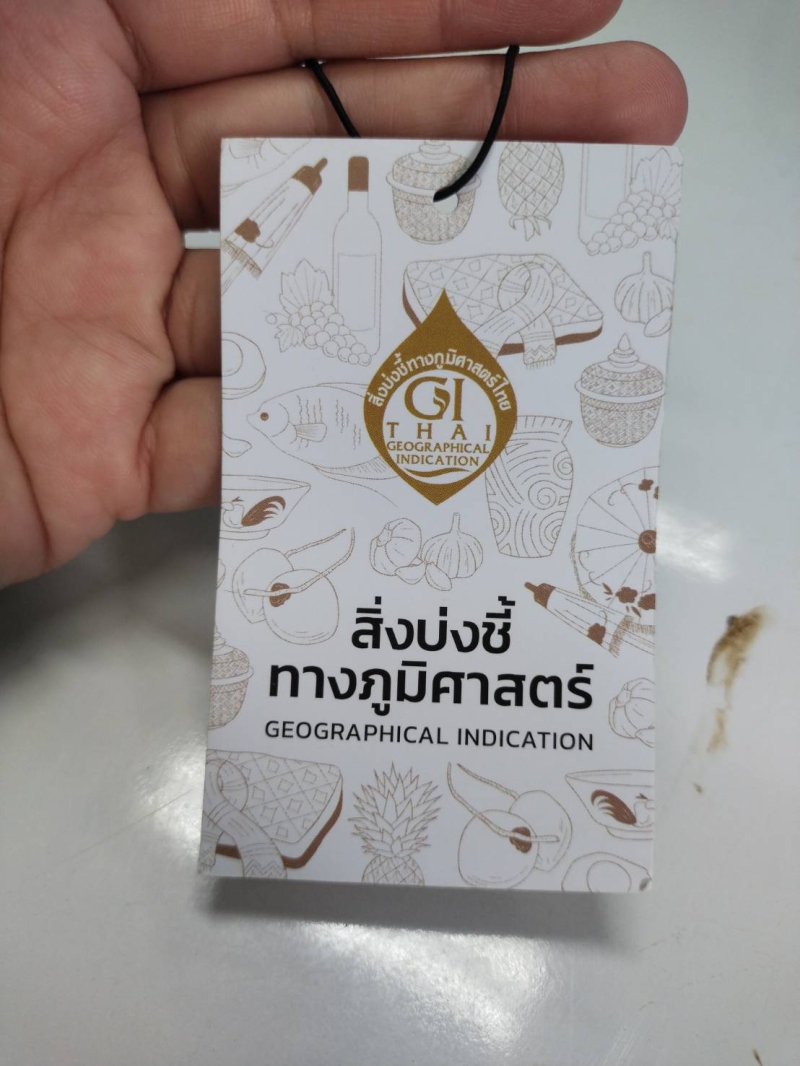 สิ่งบ่งชี้ทางภูมิศาสตร์ไทย
GI
THAI
GEOGRAPHICAL
INDICATION
สิ่งบ่งชี้
ทางภูมิศาสตร์
GEOGRAPHICAL INDICATION